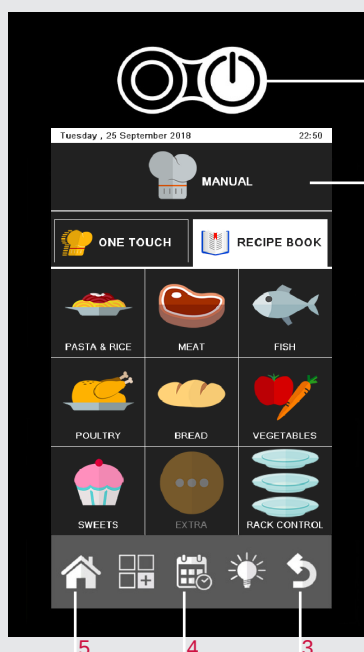 Tuesday , 25 September 2018 22:50
MANUAL
ONE TOUCH RECIPE BOOK
PASTA & RICE MEAT FISH
POULTRY BREAD VEGETABLES
SWEETS EXTRA RACK CONTROL
5 4 3